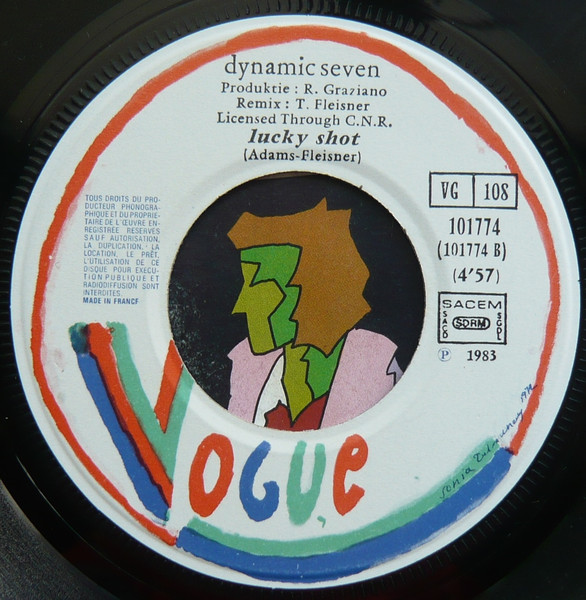 dynamic seven
Produktie : R. Graziano
Remix : T. Fleisner
Licensed Through C.N.R.
lucky shot
(Adams-Fleisner)
VG 108
101774
(101774 B)
(4'57)
SACEM
SACD
SDRM
SGDL
℗ 1983
TOUS DROITS DU PRO-
DUCTEUR PHONOGRA-
PHIQUE ET DU PROPRIE-
TAIRE DE L'ŒUVRE EN-
REGISTREE RESERVES
SAUF AUTORISATION,
LA DUPLICATION, LA
LOCATION, LE PRÊT,
L'UTILISATION DE CE
DISQUE POUR EXECU-
TION PUBLIQUE ET
RADIODIFFUSION SONT
INTERDITES.
MADE IN FRANCE
VOGUE
Sonia Delaunay